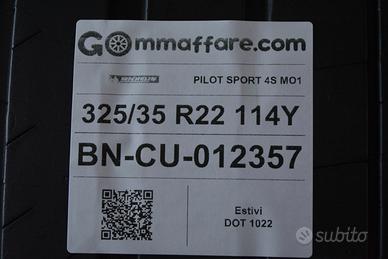 GOmmaffare.com
MICHELIN PILOT SPORT 4S MO1
325/35 R22 114Y
BN-CU-012357
Estivi
DOT 1022
subito